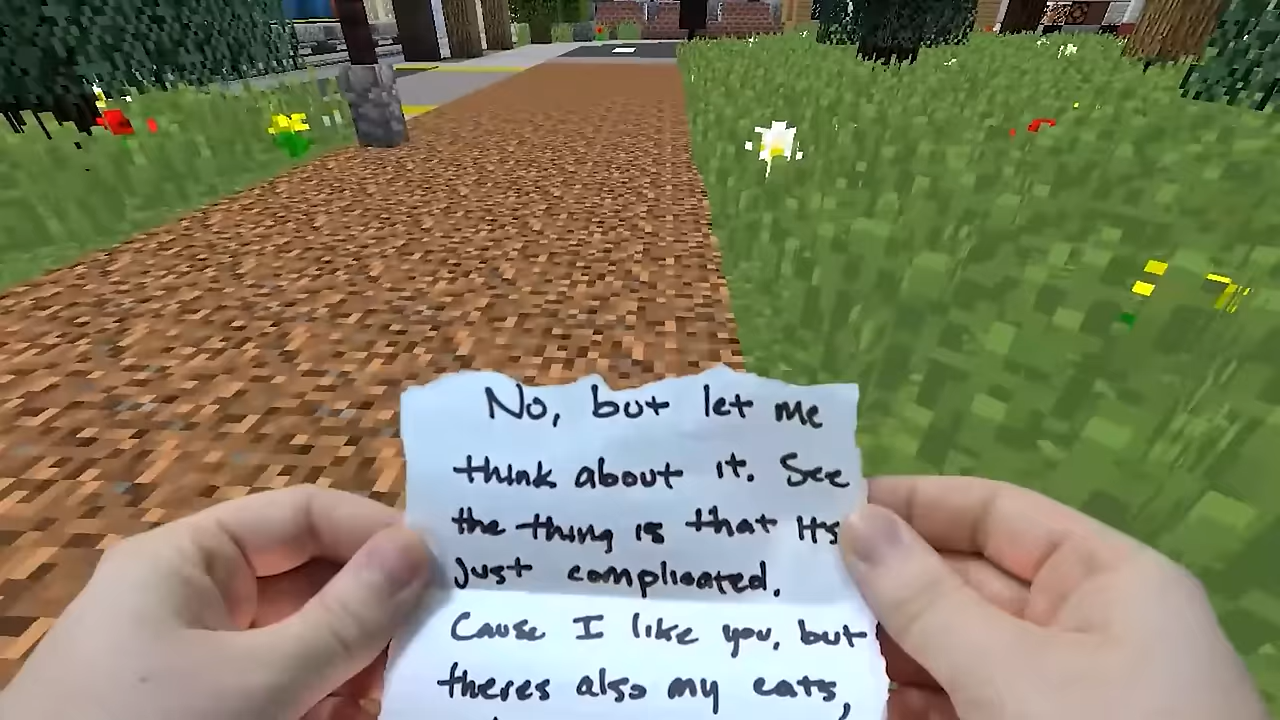 No, but let me
think about it. See
the thing is that its
just complicated.
Cause I like you, but
theres also my cats,